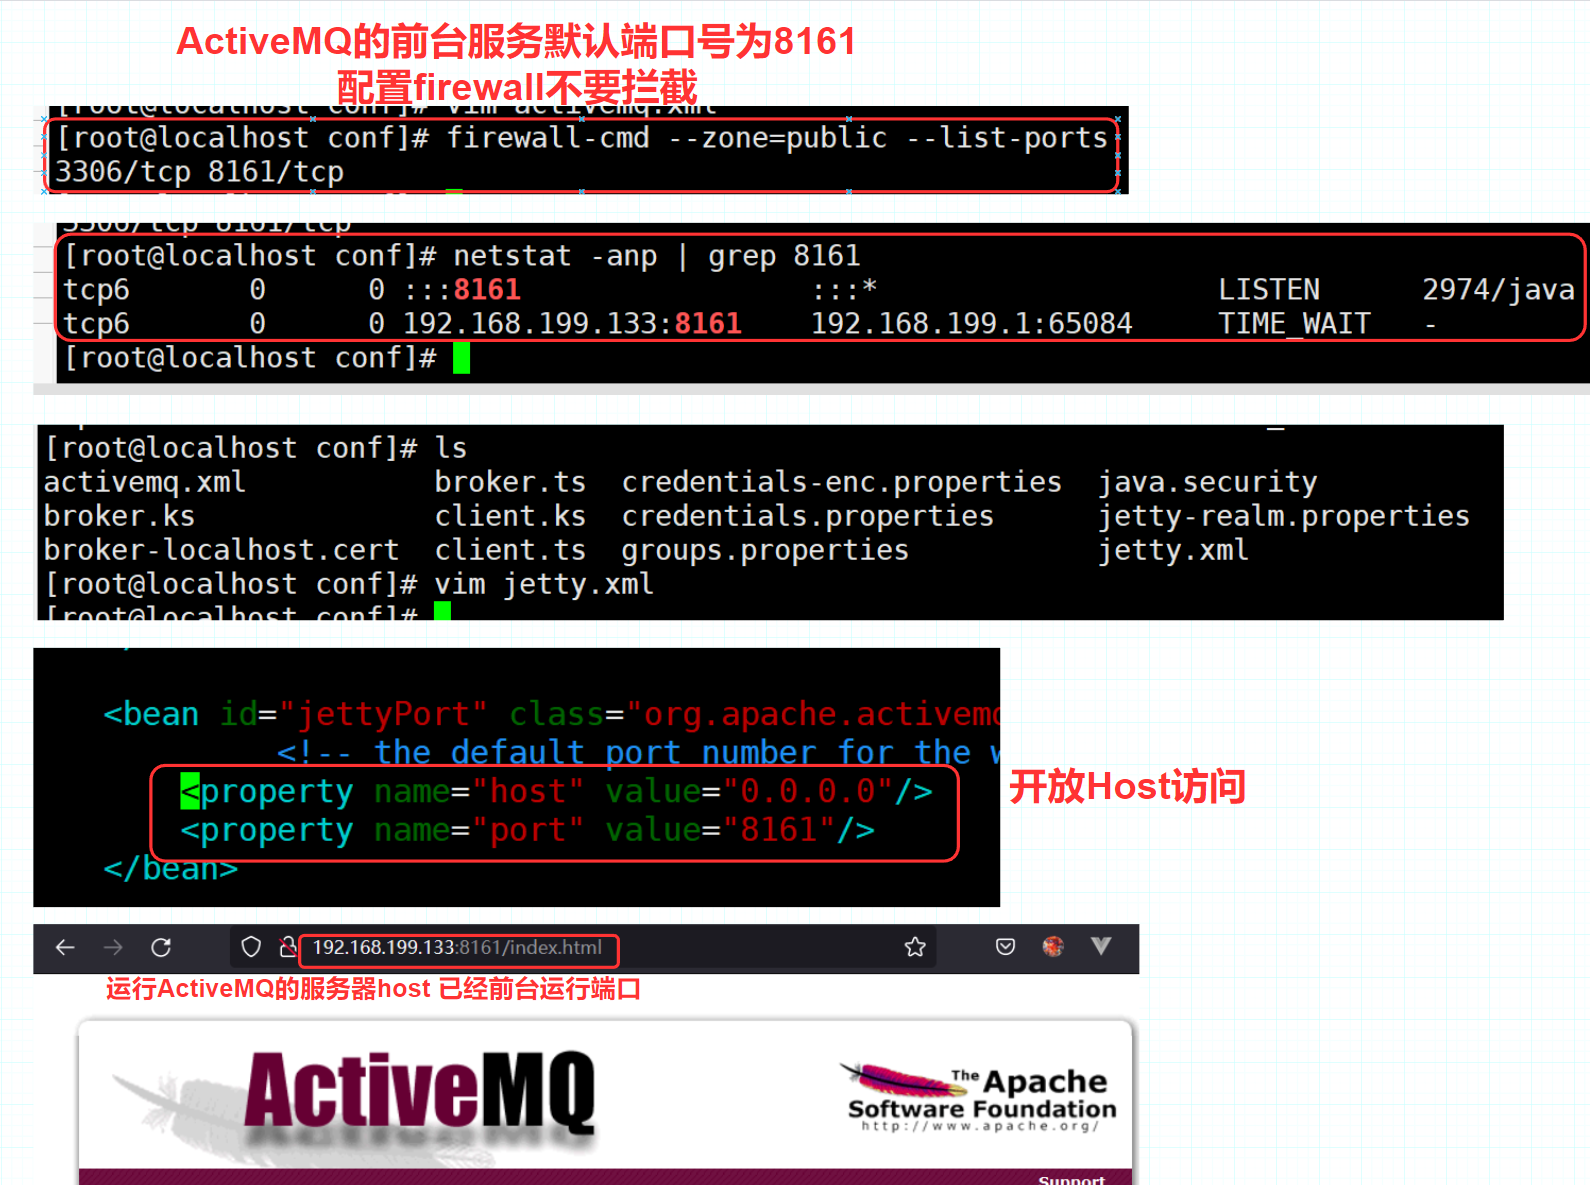 ActiveMQ的前台服务默认端口号为8161
配置firewall不要拦截
[root@localhost conf]# vim activemq.xml
[root@localhost conf]# firewall-cmd --zone=public --list-ports
3306/tcp 8161/tcp
3306/tcp 8161/tcp
[root@localhost conf]# netstat -anp | grep 8161
tcp6 0 0 :::8161 :::* LISTEN 2974/java
tcp6 0 0 192.168.199.133:8161 192.168.199.1:65084 TIME_WAIT -
[root@localhost conf]#
[root@localhost conf]# ls
activemq.xml broker.ts credentials-enc.properties java.security
broker.ks client.ks credentials.properties jetty-realm.properties
broker-localhost.cert client.ts groups.properties jetty.xml
[root@localhost conf]# vim jetty.xml
[root@localhost conf]#
<bean id="jettyPort" class="org.apache.activemq
<!-- the default port number for the w
<property name="host" value="0.0.0.0"/>
<property name="port" value="8161"/>
</bean>
开放Host访问
192.168.199.133:8161/index.html
运行ActiveMQ的服务器host 已经前台运行端口
ActiveMQ
The Apache
Software Foundation
http://www.apache.org/
Support